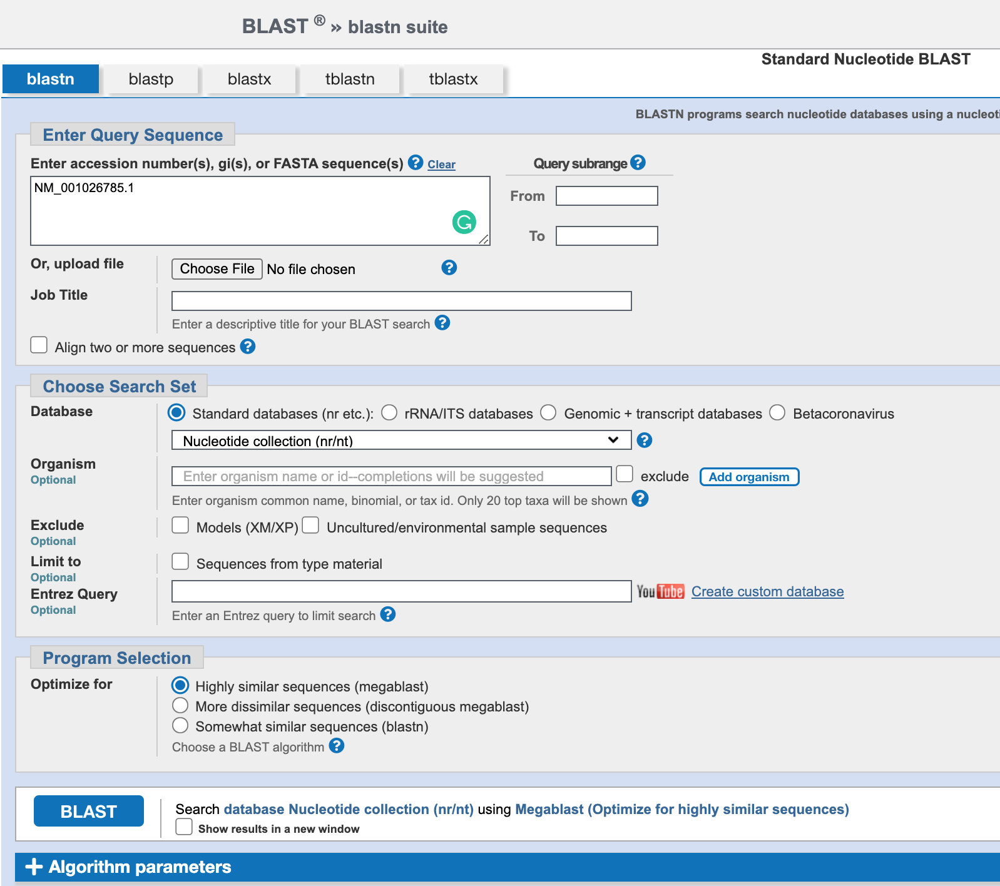 BLAST ® » blastn suite
Standard Nucleotide BLAST
blastn blastp blastx tblastn tblastx
BLASTN programs search nucleotide databases using a nucleoti
Enter Query Sequence
Enter accession number(s), gi(s), or FASTA sequence(s) ? Clear
Query subrange ?
NM_001026785.1
From
To
Or, upload file
Choose File No file chosen ?
Job Title
Enter a descriptive title for your BLAST search ?
Align two or more sequences ?
Choose Search Set
Database
Standard databases (nr etc.): rRNA/ITS databases Genomic + transcript databases Betacoronavirus
Nucleotide collection (nr/nt) ?
Organism
Optional
Enter organism name or id--completions will be suggested exclude Add organism
Enter organism common name, binomial, or tax id. Only 20 top taxa will be shown ?
Exclude
Optional
Models (XM/XP) Uncultured/environmental sample sequences
Limit to
Optional
Sequences from type material
Entrez Query
Optional
YouTube Create custom database
Enter an Entrez query to limit search ?
Program Selection
Optimize for
Highly similar sequences (megablast)
More dissimilar sequences (discontiguous megablast)
Somewhat similar sequences (blastn)
Choose a BLAST algorithm ?
BLAST
Search database Nucleotide collection (nr/nt) using Megablast (Optimize for highly similar sequences)
Show results in a new window
+ Algorithm parameters